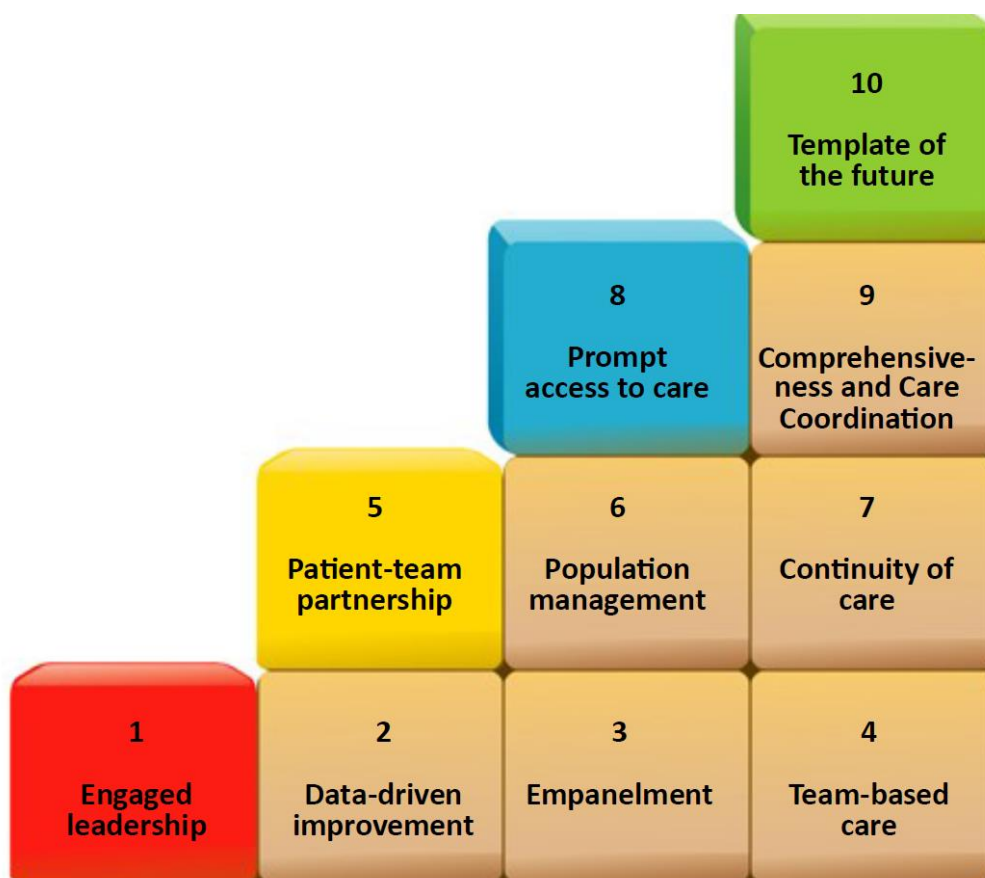 10
Template of
the future
8
Prompt
access to care
9
Comprehensive-
ness and Care
Coordination
5
Patient-team
partnership
6
Population
management
7
Continuity of
care
1
Engaged
leadership
2
Data-driven
improvement
3
Empanelment
4
Team-based
care